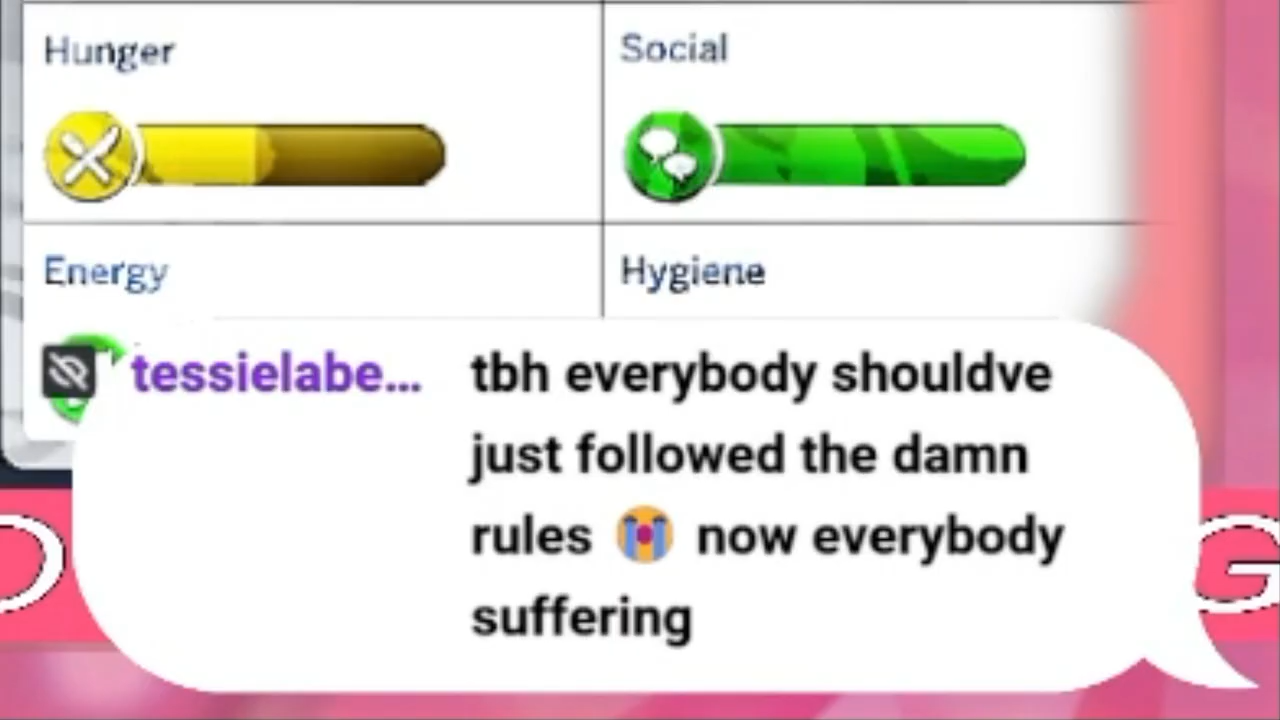 Hunger
Social
Energy
Hygiene
tessielabe... tbh everybody shouldve
just followed the damn
rules 😭 now everybody
suffering
G